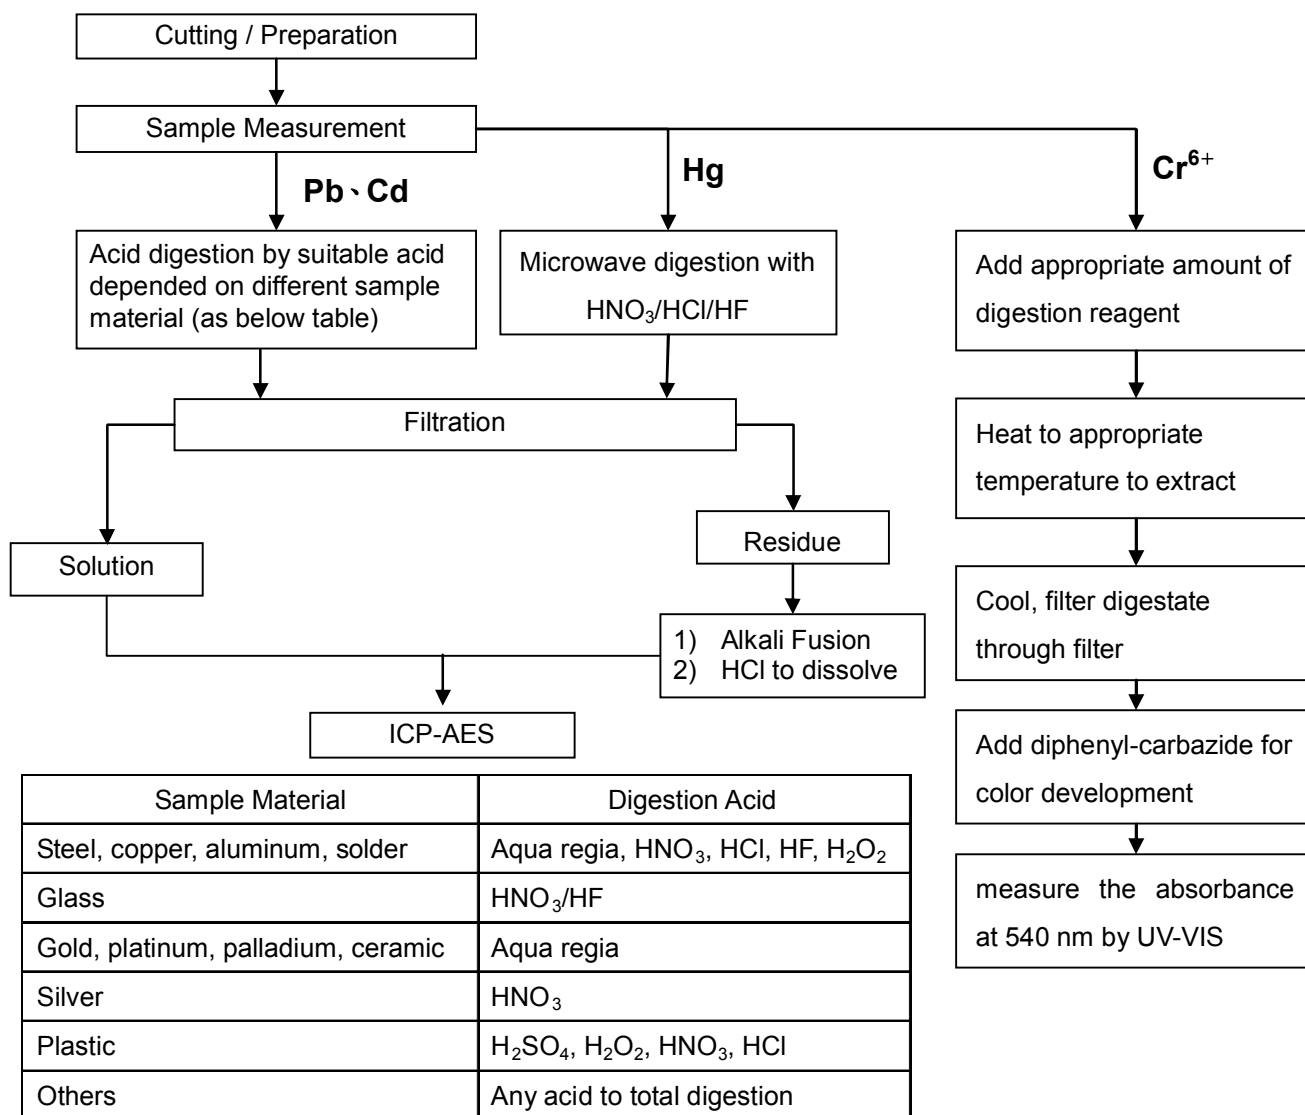 Cutting / Preparation
Sample Measurement
Pb、Cd
Hg
Cr⁶⁺
Acid digestion by suitable acid
depended on different sample
material (as below table)
Microwave digestion with
HNO₃/HCl/HF
Add appropriate amount of
digestion reagent
Filtration
Heat to appropriate
temperature to extract
Solution
Residue
Cool, filter digestate
through filter
1) Alkali Fusion
2) HCl to dissolve
ICP-AES
Add diphenyl-carbazide for
color development
measure the absorbance
at 540 nm by UV-VIS
Sample Material Digestion Acid
Steel, copper, aluminum, solder Aqua regia, HNO₃, HCl, HF, H₂O₂
Glass HNO₃/HF
Gold, platinum, palladium, ceramic Aqua regia
Silver HNO₃
Plastic H₂SO₄, H₂O₂, HNO₃, HCl
Others Any acid to total digestion